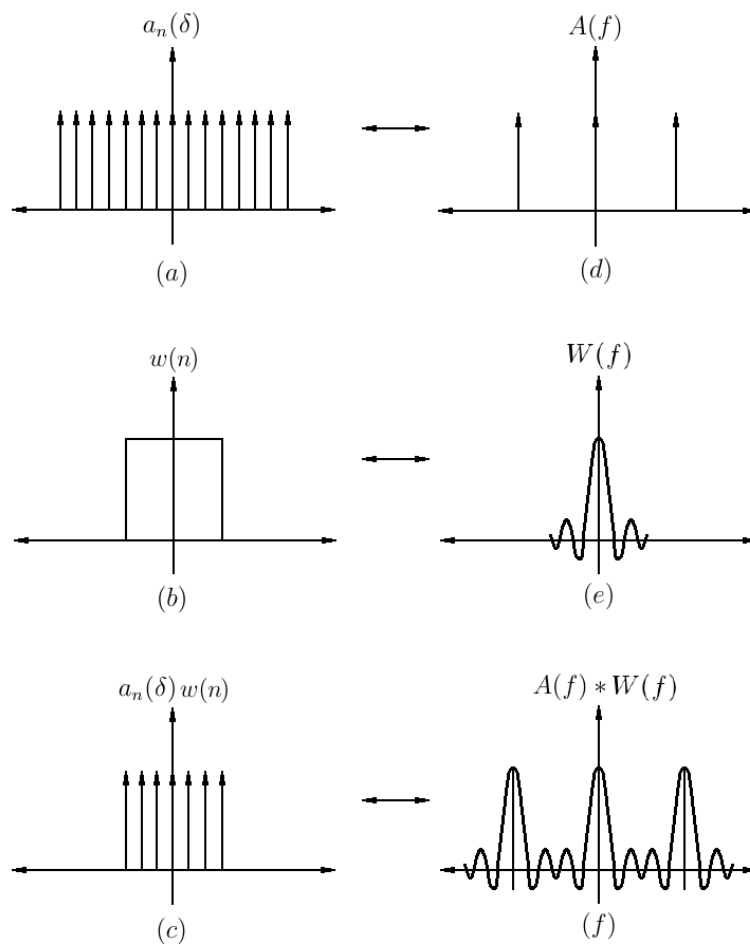 a_n(δ)
A(f)
(a)
(d)
w(n)
W(f)
(b)
(e)
a_n(δ) w(n)
A(f) ∗ W(f)
(c)
(f)